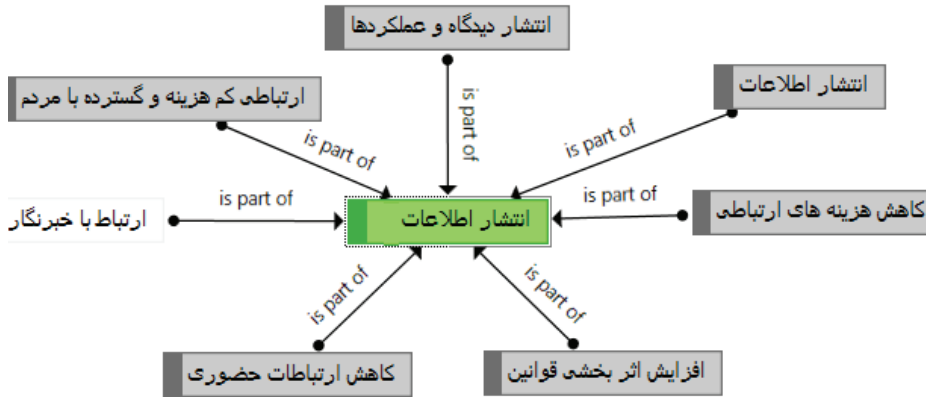 انتشار دیدگاه و عملکردها
انتشار اطلاعات
ارتباطی کم هزینه و گسترده با مردم
is part of
is part of
is part of
is part of
is part of
کاهش هزینه های ارتباطی
انتشار اطلاعات
ارتباط با خبرنگار
is part of
is part of
افزایش اثر بخشی قوانین
کاهش ارتباطات حضوری